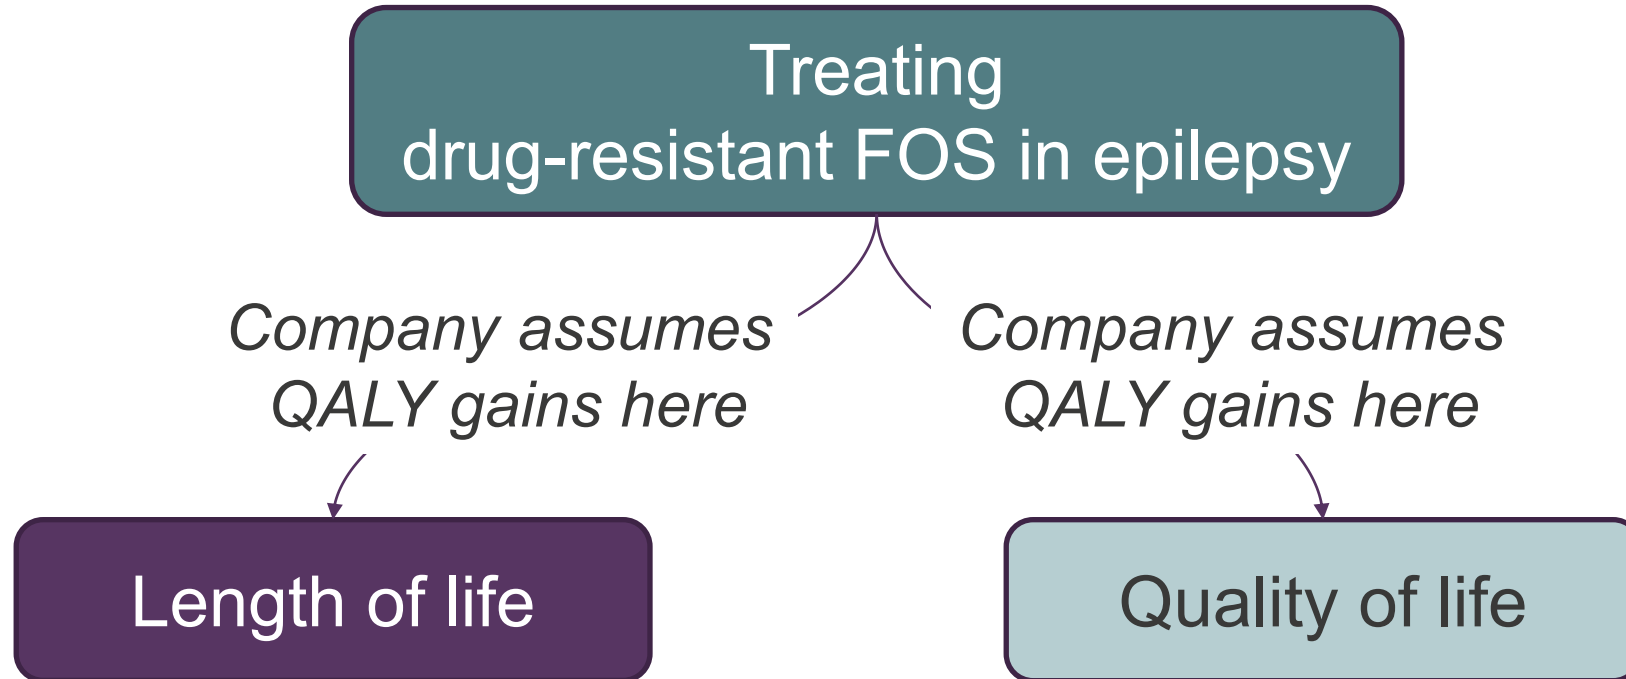 Treating
drug-resistant FOS in epilepsy
Company assumes
QALY gains here
Company assumes
QALY gains here
Length of life
Quality of life